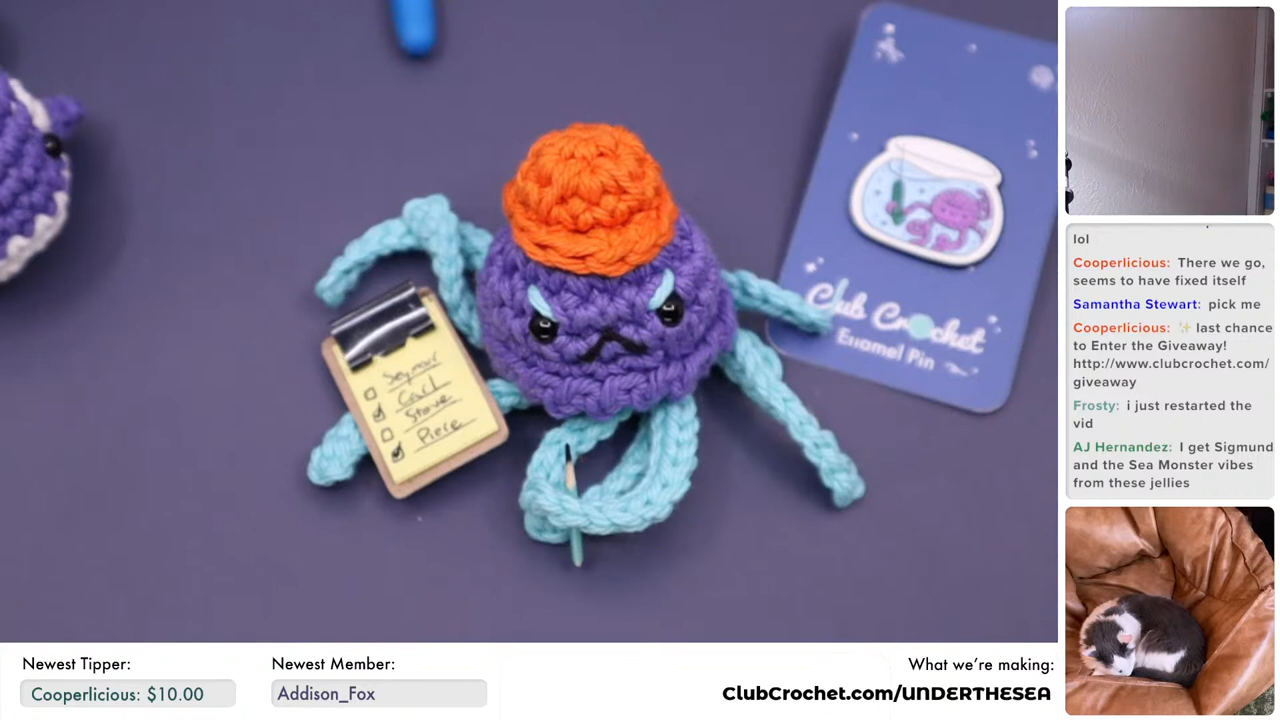 Seymour
Carl
Steve
Piere
Club Crochet
Enamel Pin
lol
Cooperlicious: There we go,
seems to have fixed itself
Samantha Stewart: pick me
Cooperlicious: ✨ last chance
to Enter the Giveaway!
http://www.clubcrochet.com/
giveaway
Frosty: i just restarted the
vid
AJ Hernandez: I get Sigmund
and the Sea Monster vibes
from these jellies
Newest Tipper:
Cooperlicious: $10.00
Newest Member:
Addison_Fox
What we're making:
ClubCrochet.com/UNDERTHESEA